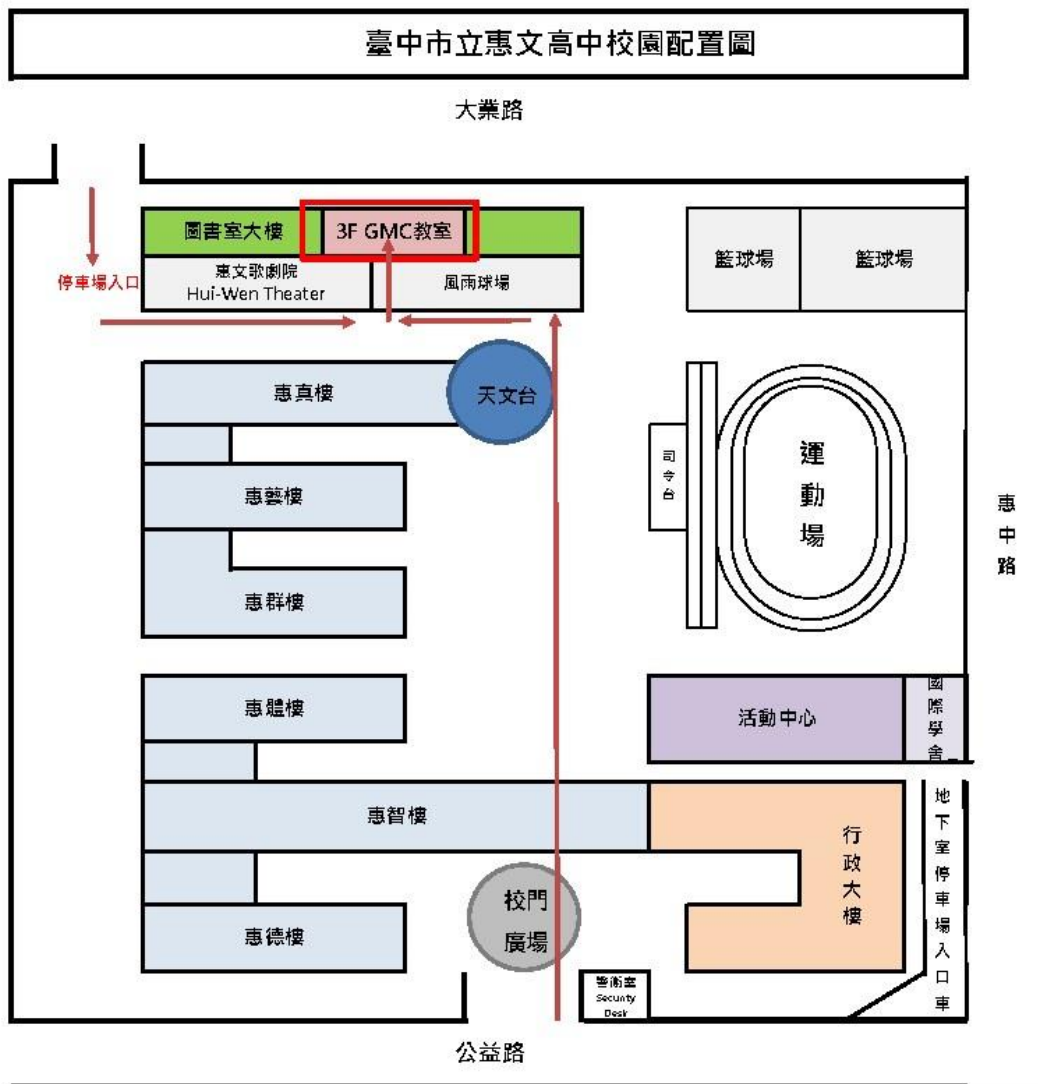 臺中市立惠文高中校園配置圖
大業路
圖書室大樓
3F GMC教室
停車場入口
惠文歌劇院
Hui-Wen Theater
風雨球場
籃球場
籃球場
惠真樓
天文台
惠藝樓
司令台
運動場
惠中路
惠群樓
惠體樓
活動中心
國際學舍
惠智樓
行政大樓
地下室停車場入口車
校門
廣場
惠德樓
警衛室
Security
Desk
公益路